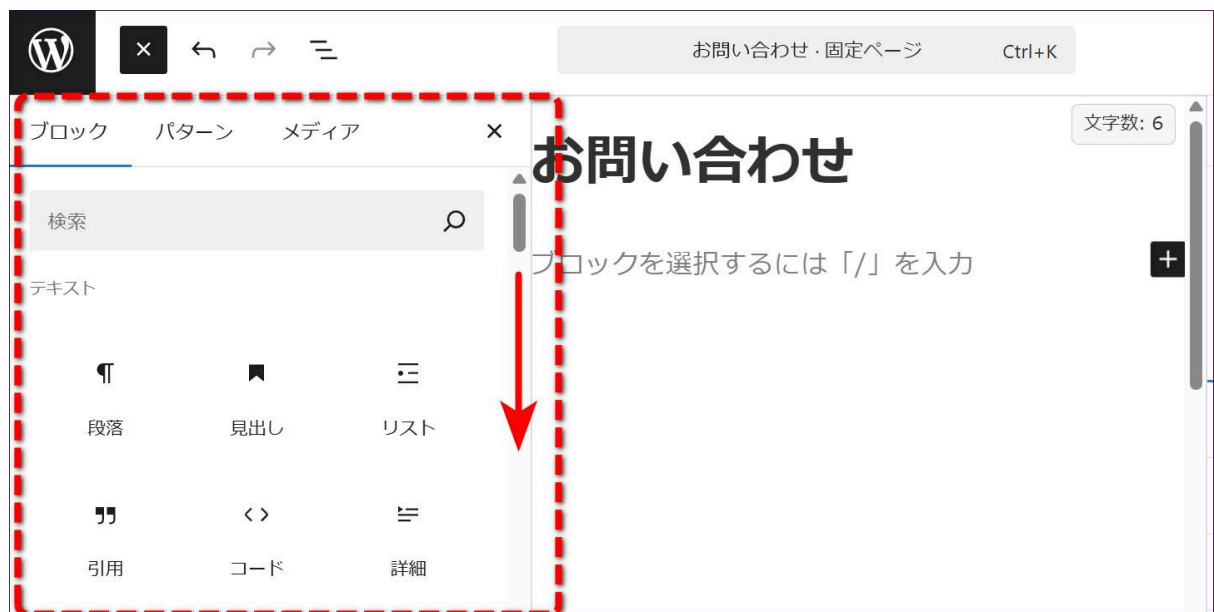 お問い合わせ · 固定ページ Ctrl+K
ブロック パターン メディア
検索
テキスト
段落 見出し リスト
引用 コード 詳細
文字数: 6
お問い合わせ
ブロックを選択するには「/」を入力